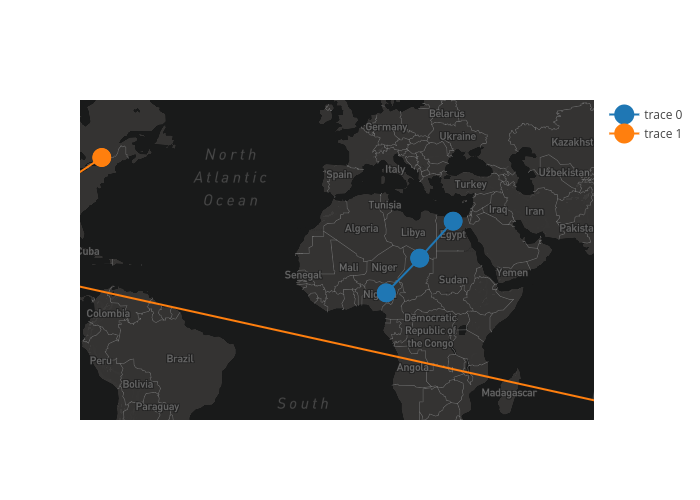 trace 0
trace 1
Belarus
Germany
Ukraine
Kazakhst
North
Atlantic
Ocean
Italy
Spain
Uzbekistan
Turkey
Tunisia
Iraq
Iran
Algeria
Libya
Egypt
Pakista
Cuba
Mali
Niger
Senegal
Yemen
Sudan
Nig
Colombia
Democratic
Republic of
the Congo
Peru
Brazil
Angola
Bolivia
Madagascar
Paraguay
South